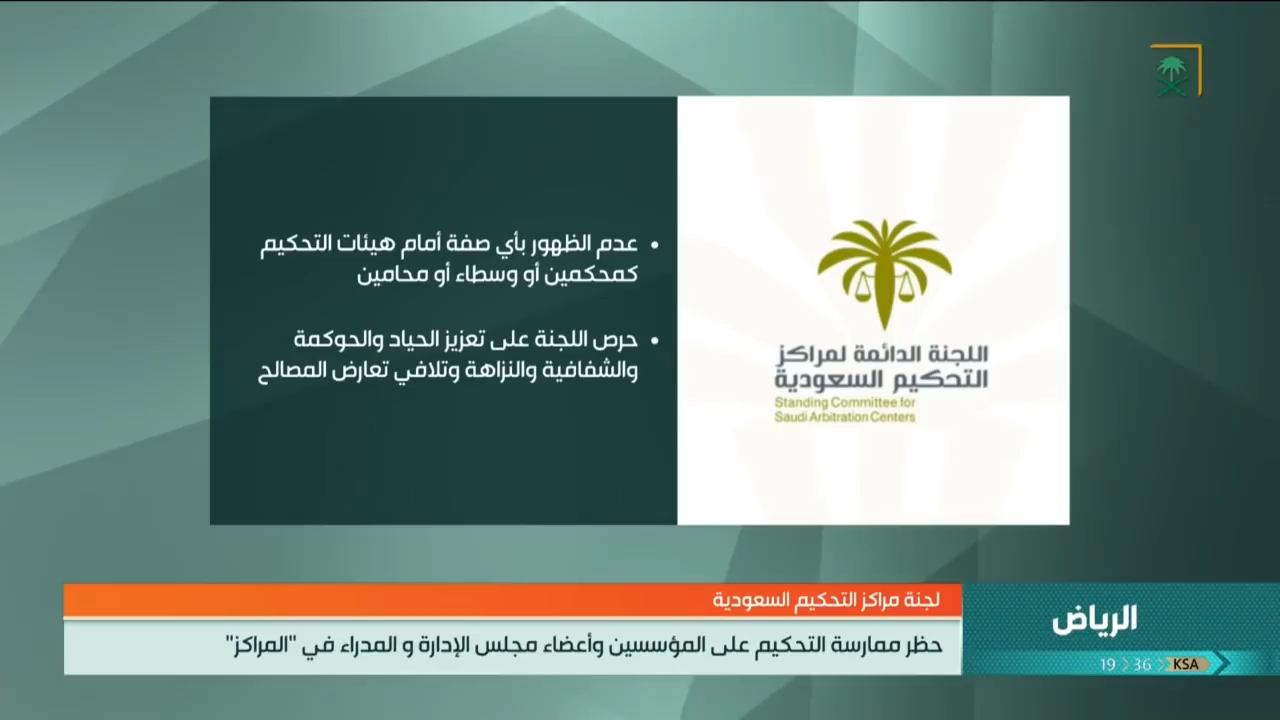 • عدم الظهور بأي صفة أمام هيئات التحكيم
كمحكمين أو وسطاء أو محامين
• حرص اللجنة على تعزيز الحياد والحوكمة
والشفافية والنزاهة وتلافي تعارض المصالح
اللجنة الدائمة لمراكز
التحكيم السعودية
Standing Committee for
Saudi Arbitration Centers
لجنة مراكز التحكيم السعودية
حظر ممارسة التحكيم على المؤسسين وأعضاء مجلس الإدارة و المدراء في "المراكز"
الرياض
19 36 KSA